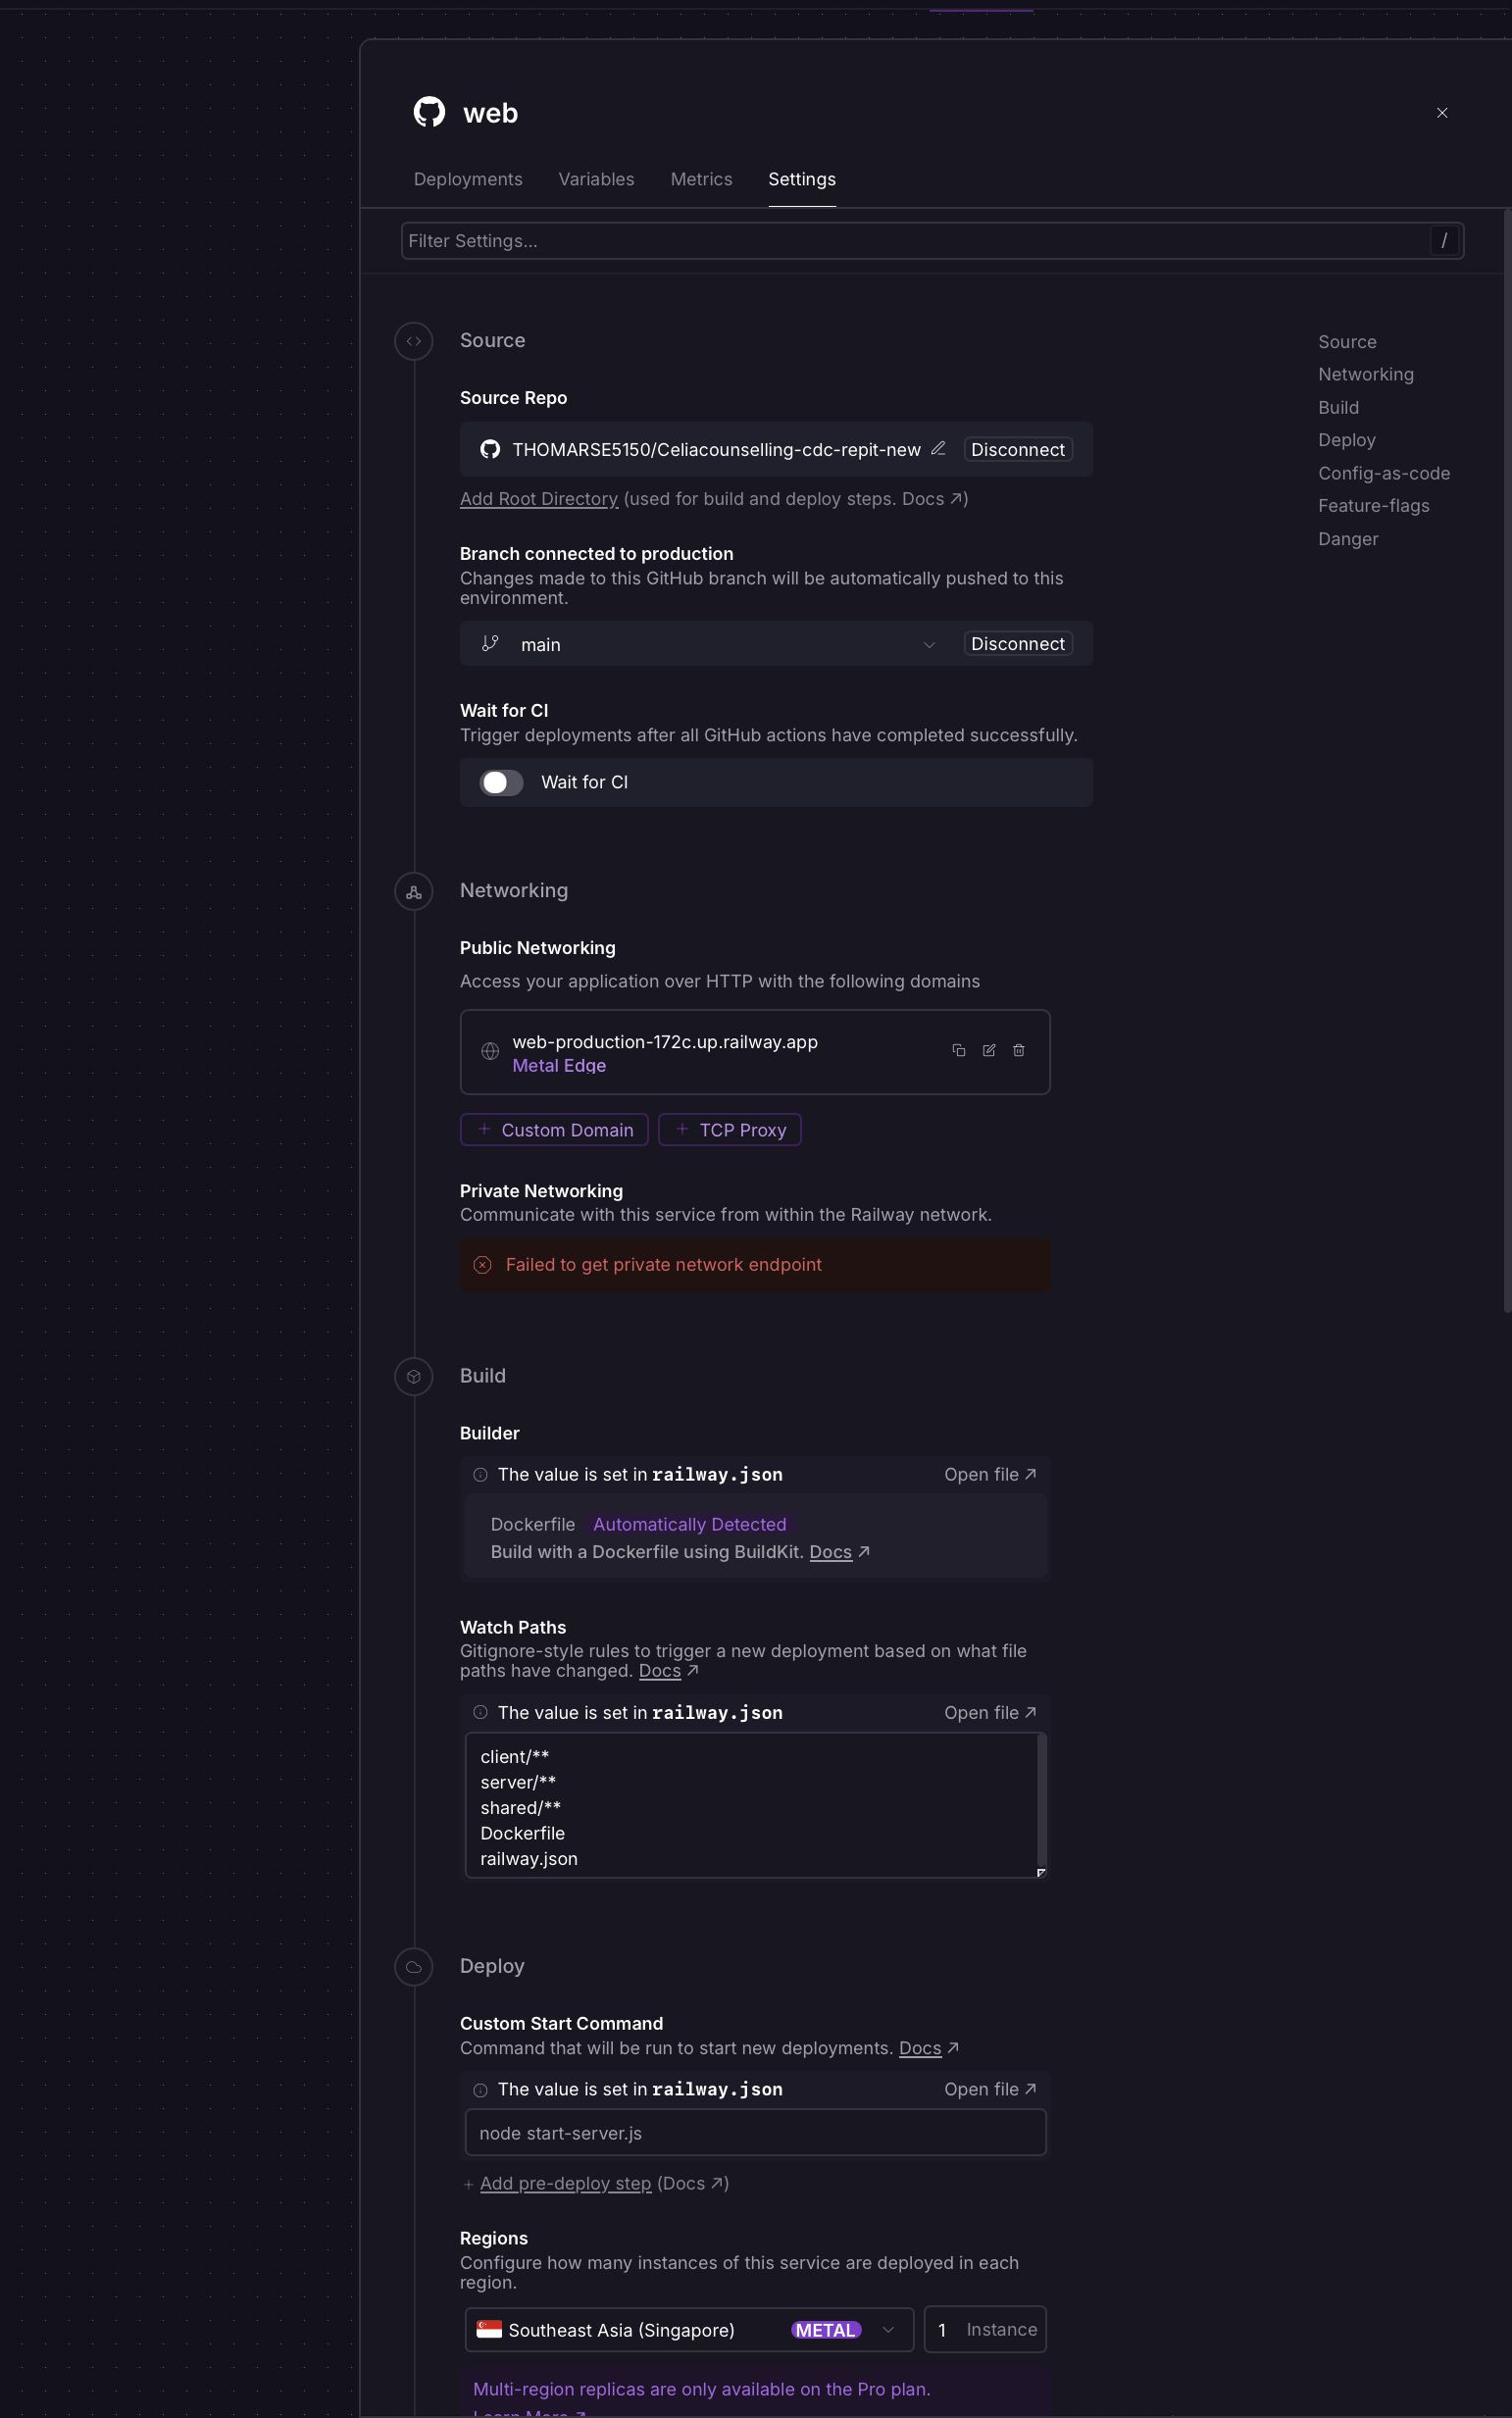 web
Deployments Variables Metrics Settings
Filter Settings... /
Source
Source Repo
THOMARSE5150/Celiacounselling-cdc-repit-new Disconnect
Add Root Directory (used for build and deploy steps. Docs ↗)
Branch connected to production
Changes made to this GitHub branch will be automatically pushed to this
environment.
main Disconnect
Wait for CI
Trigger deployments after all GitHub actions have completed successfully.
Wait for CI
Networking
Public Networking
Access your application over HTTP with the following domains
web-production-172c.up.railway.app
Metal Edge
+ Custom Domain + TCP Proxy
Private Networking
Communicate with this service from within the Railway network.
Failed to get private network endpoint
Build
Builder
The value is set in railway.json Open file ↗
Dockerfile Automatically Detected
Build with a Dockerfile using BuildKit. Docs ↗
Watch Paths
Gitignore-style rules to trigger a new deployment based on what file
paths have changed. Docs ↗
The value is set in railway.json Open file ↗
client/**
server/**
shared/**
Dockerfile
railway.json
Deploy
Custom Start Command
Command that will be run to start new deployments. Docs ↗
The value is set in railway.json Open file ↗
node start-server.js
+ Add pre-deploy step (Docs ↗)
Regions
Configure how many instances of this service are deployed in each
region.
Southeast Asia (Singapore) METAL 1 Instance
Multi-region replicas are only available on the Pro plan.
Learn More ↗
Source
Networking
Build
Deploy
Config-as-code
Feature-flags
Danger